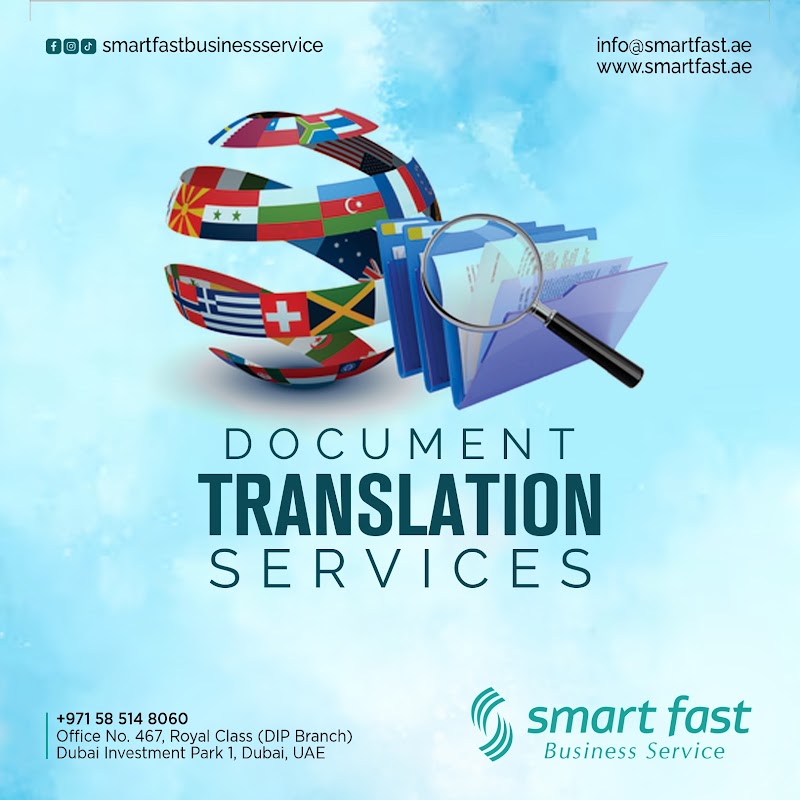 smartfastbusinessservice
info@smartfast.ae
www.smartfast.ae
DOCUMENT
TRANSLATION
SERVICES
+971 58 514 8060
Office No. 467, Royal Class (DIP Branch)
Dubai Investment Park 1, Dubai, UAE
smart fast
Business Service